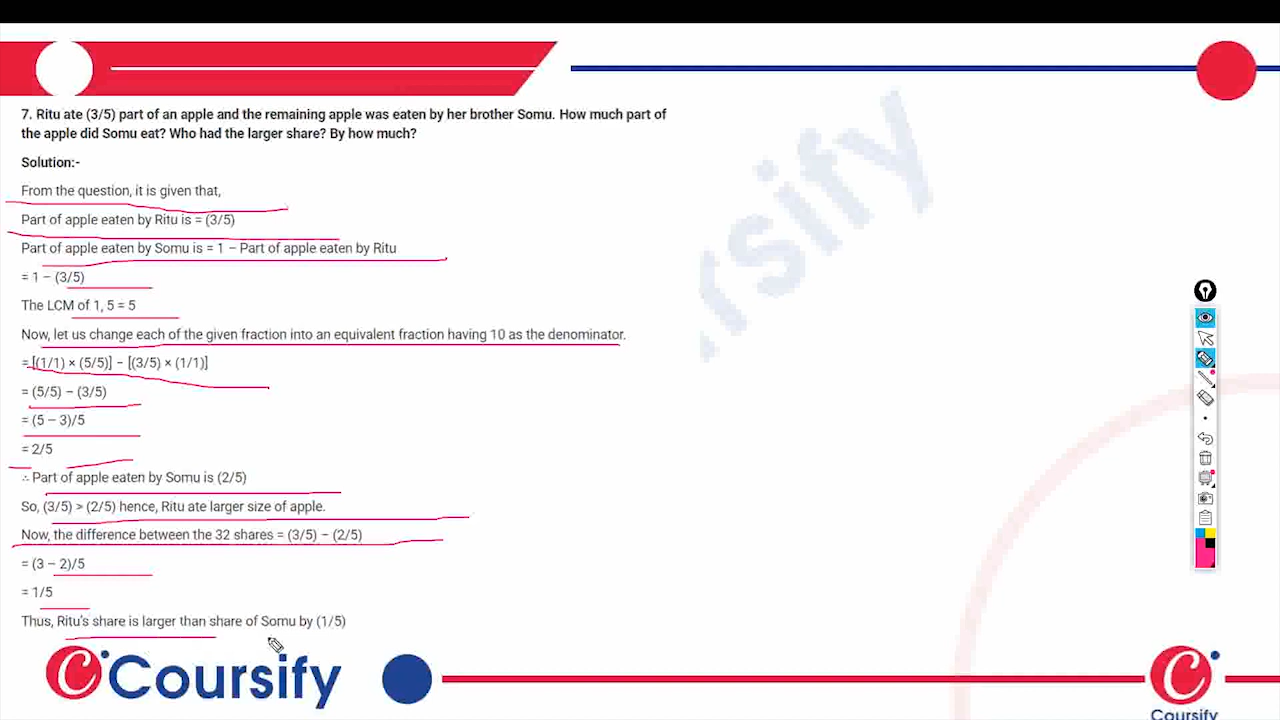 7. Ritu ate (3/5) part of an apple and the remaining apple was eaten by her brother Somu. How much part of
the apple did Somu eat? Who had the larger share? By how much?
Solution:-
From the question, it is given that,
Part of apple eaten by Ritu is = (3/5)
Part of apple eaten by Somu is = 1 – Part of apple eaten by Ritu
= 1 – (3/5)
The LCM of 1, 5 = 5
Now, let us change each of the given fraction into an equivalent fraction having 10 as the denominator.
= [(1/1) × (5/5)] – [(3/5) × (1/1)]
= (5/5) – (3/5)
= (5 – 3)/5
= 2/5
∴ Part of apple eaten by Somu is (2/5)
So, (3/5) > (2/5) hence, Ritu ate larger size of apple.
Now, the difference between the 32 shares = (3/5) – (2/5)
= (3 – 2)/5
= 1/5
Thus, Ritu's share is larger than share of Somu by (1/5)
rsify
C Coursify
C
Coursify